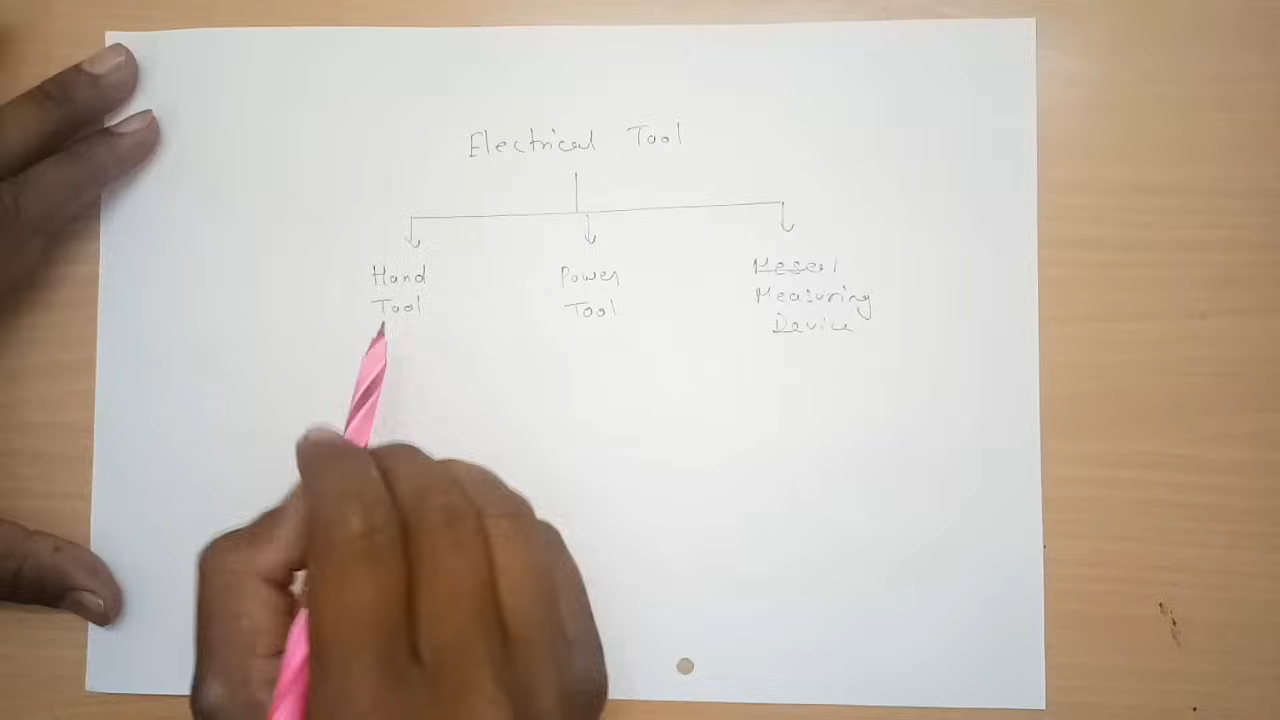 Electrical Tool
Hand
Tool
Power
Tool
Measuring
Device